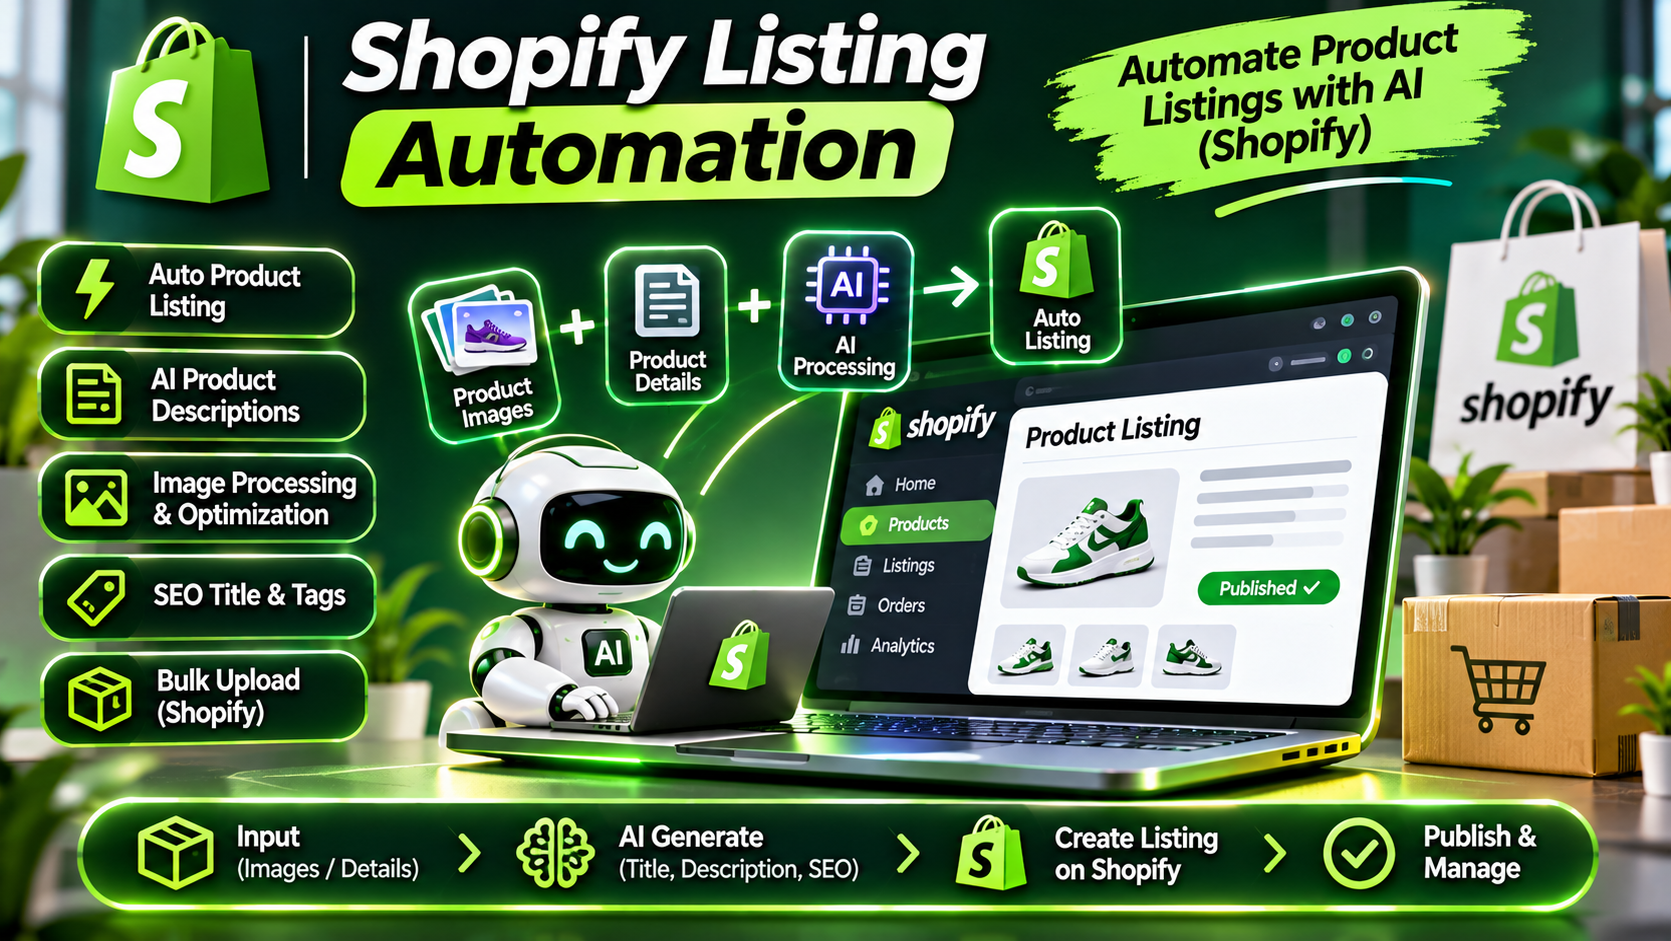 Shopify Listing
Automation
Automate Product
Listings with AI
(Shopify)
Auto Product
Listing
AI Product
Descriptions
Image Processing
& Optimization
SEO Title & Tags
Bulk Upload
(Shopify)
Product
Images
+
Product
Details
+
AI
AI
Processing
S
Auto
Listing
shopify
Home
Products
Listings
Orders
Analytics
Product Listing
Published ✓
AI
S
S
shopify
S
Input
(Images / Details)
AI Generate
(Title, Description, SEO)
S
Create Listing
on Shopify
Publish &
Manage